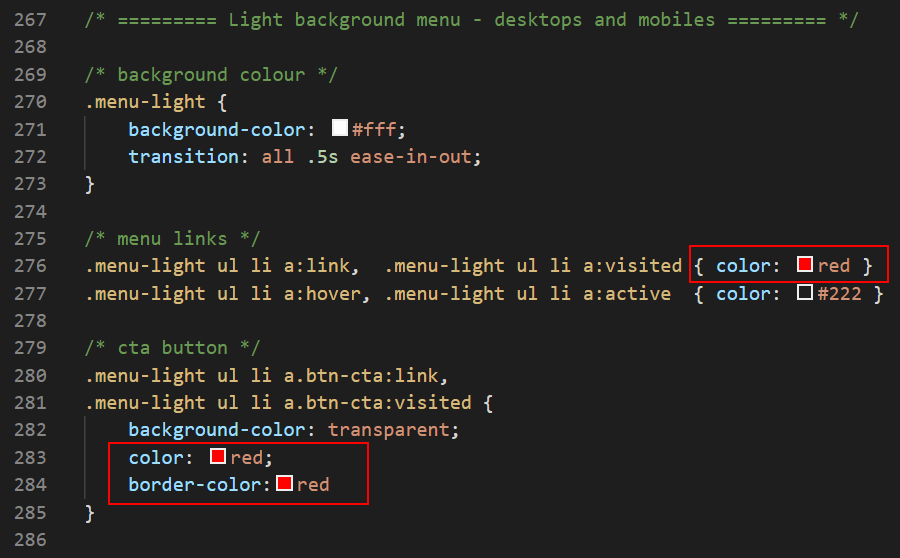 267 /* ========= Light background menu - desktops and mobiles ========= */
268
269 /* background colour */
270 .menu-light {
271 background-color: #fff;
272 transition: all .5s ease-in-out;
273 }
274
275 /* menu links */
276 .menu-light ul li a:link, .menu-light ul li a:visited { color: red }
277 .menu-light ul li a:hover, .menu-light ul li a:active { color: #222 }
278
279 /* cta button */
280 .menu-light ul li a.btn-cta:link,
281 .menu-light ul li a.btn-cta:visited {
282 background-color: transparent;
283 color: red;
284 border-color: red
285 }
286